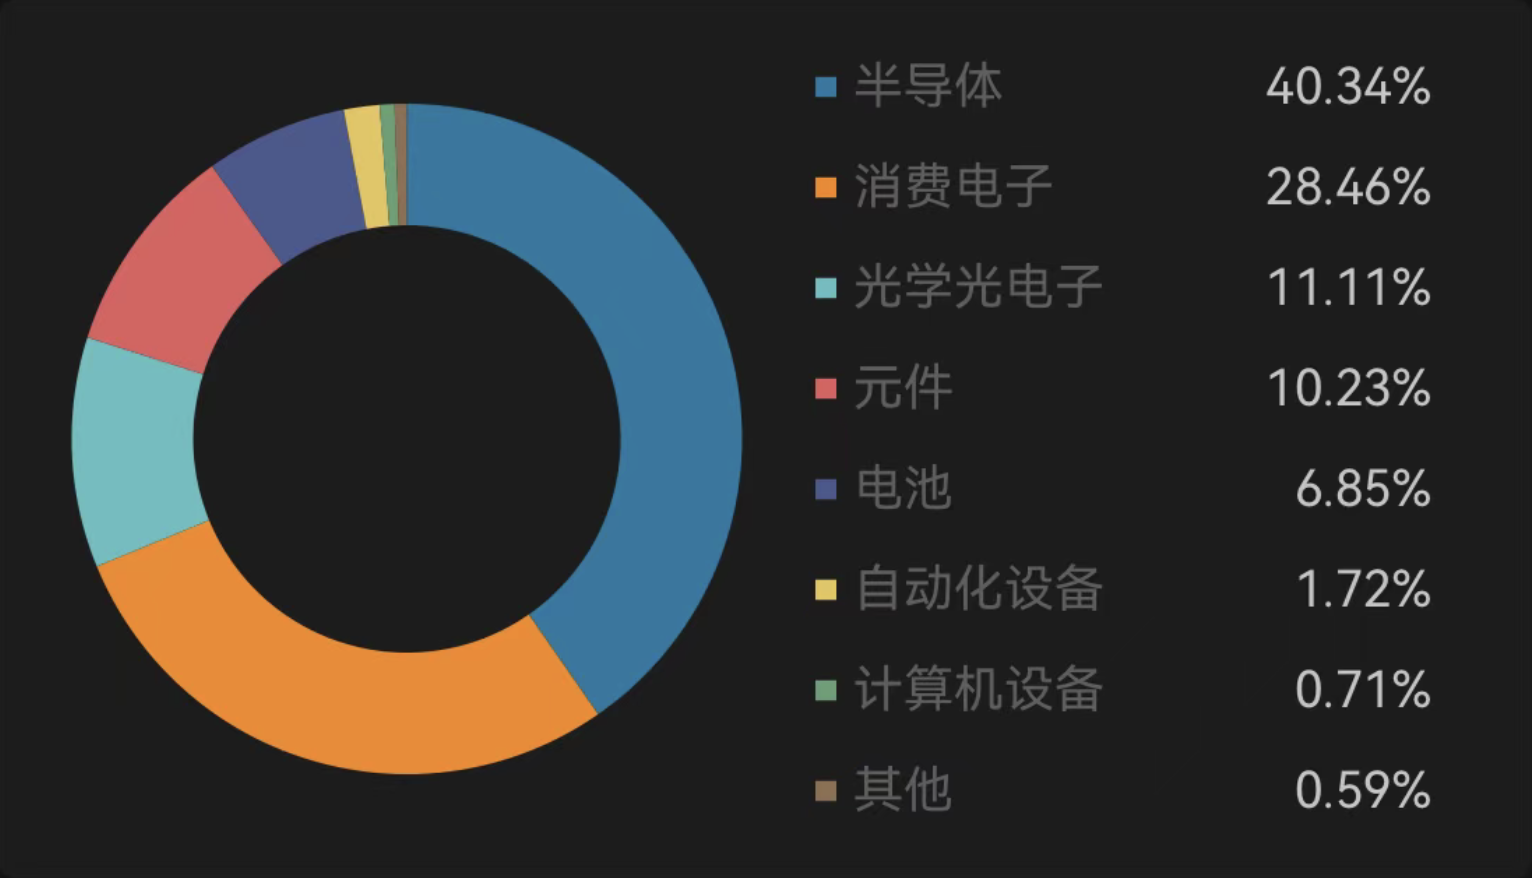 半导体 40.34%
消费电子 28.46%
光学光电子 11.11%
元件 10.23%
电池 6.85%
自动化设备 1.72%
计算机设备 0.71%
其他 0.59%